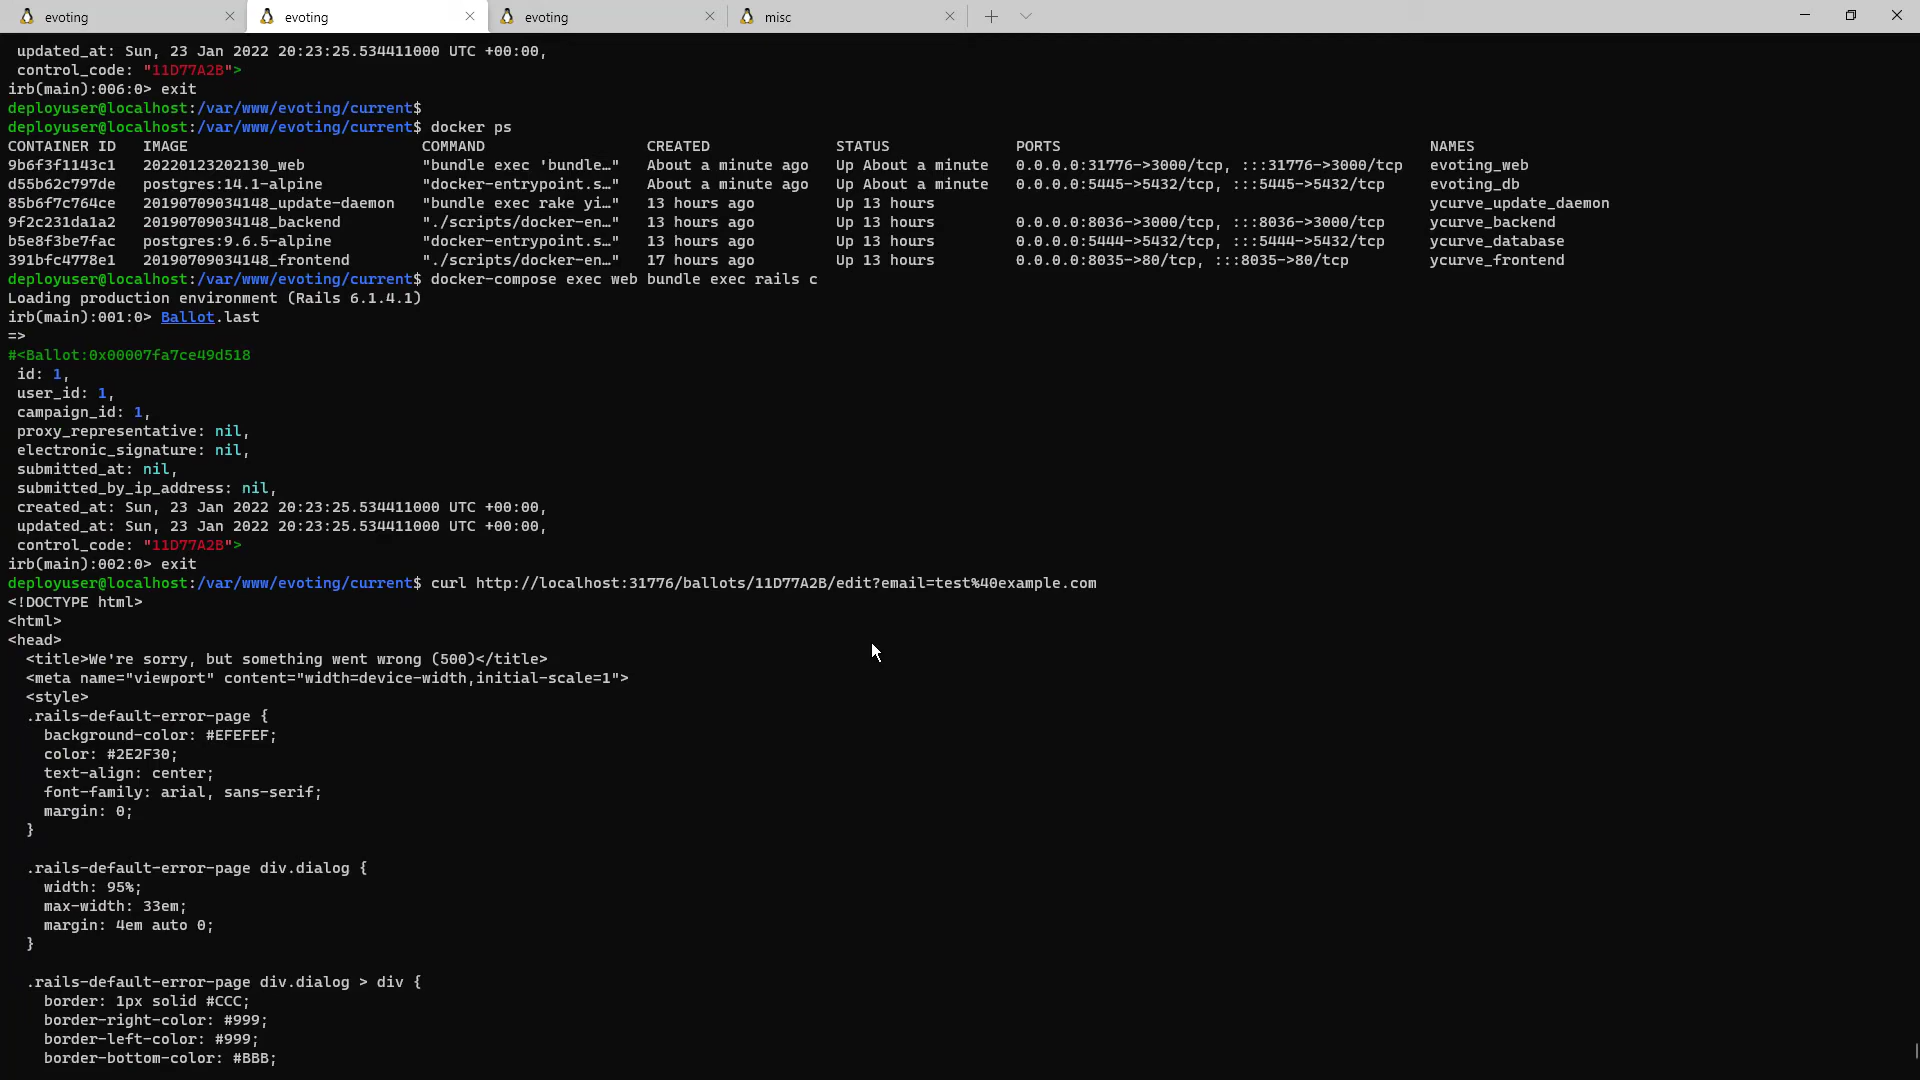 evoting
evoting
evoting
misc
 updated_at: Sun, 23 Jan 2022 20:23:25.534411000 UTC +00:00,
 control_code: "11D77A2B">
irb(main):006:0> exit
deployuser@localhost:/var/www/evoting/current$
deployuser@localhost:/var/www/evoting/current$ docker ps
CONTAINER ID   IMAGE                          COMMAND                  CREATED              STATUS              PORTS                                         NAMES
9b6f3f1143c1   20220123202130_web             "bundle exec 'bundle…"   About a minute ago   Up About a minute   0.0.0.0:31776->3000/tcp, :::31776->3000/tcp   evoting_web
d55b62c797de   postgres:14.1-alpine           "docker-entrypoint.s…"   About a minute ago   Up About a minute   0.0.0.0:5445->5432/tcp, :::5445->5432/tcp     evoting_db
85b6f7c764ce   20190709034148_update-daemon   "bundle exec rake yi…"   13 hours ago         Up 13 hours                                                       ycurve_update_daemon
9f2c231da1a2   20190709034148_backend         "./scripts/docker-en…"   13 hours ago         Up 13 hours         0.0.0.0:8036->3000/tcp, :::8036->3000/tcp     ycurve_backend
b5e8f3be7fac   postgres:9.6.5-alpine          "docker-entrypoint.s…"   13 hours ago         Up 13 hours         0.0.0.0:5444->5432/tcp, :::5444->5432/tcp     ycurve_database
391bfc4778e1   20190709034148_frontend        "./scripts/docker-en…"   17 hours ago         Up 13 hours         0.0.0.0:8035->80/tcp, :::8035->80/tcp         ycurve_frontend
deployuser@localhost:/var/www/evoting/current$ docker-compose exec web bundle exec rails c
Loading production environment (Rails 6.1.4.1)
irb(main):001:0> Ballot.last
=>
#<Ballot:0x00007fa7ce49d518
 id: 1,
 user_id: 1,
 campaign_id: 1,
 proxy_representative: nil,
 electronic_signature: nil,
 submitted_at: nil,
 submitted_by_ip_address: nil,
 created_at: Sun, 23 Jan 2022 20:23:25.534411000 UTC +00:00,
 updated_at: Sun, 23 Jan 2022 20:23:25.534411000 UTC +00:00,
 control_code: "11D77A2B">
irb(main):002:0> exit
deployuser@localhost:/var/www/evoting/current$ curl http://localhost:31776/ballots/11D77A2B/edit?email=test%40example.com
<!DOCTYPE html>
<html>
<head>
  <title>We're sorry, but something went wrong (500)</title>
  <meta name="viewport" content="width=device-width,initial-scale=1">
  <style>
  .rails-default-error-page {
    background-color: #EFEFEF;
    color: #2E2F30;
    text-align: center;
    font-family: arial, sans-serif;
    margin: 0;
  }

  .rails-default-error-page div.dialog {
    width: 95%;
    max-width: 33em;
    margin: 4em auto 0;
  }

  .rails-default-error-page div.dialog > div {
    border: 1px solid #CCC;
    border-right-color: #999;
    border-left-color: #999;
    border-bottom-color: #BBB;